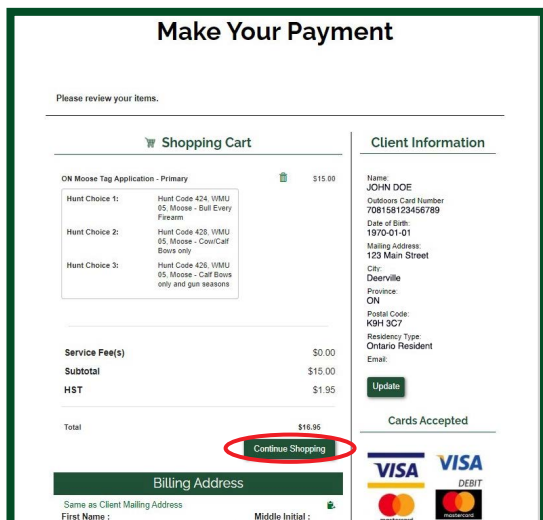 Make Your Payment
Please review your items.
Shopping Cart
ON Moose Tag Application - Primary $15.00
Hunt Choice 1: Hunt Code 424, WMU
05, Moose - Bull Every
Firearm
Hunt Choice 2: Hunt Code 428, WMU
05, Moose - Cow/Calf
Bows only
Hunt Choice 3: Hunt Code 426, WMU
05, Moose - Calf Bows
only and gun seasons
Service Fee(s) $0.00
Subtotal $15.00
HST $1.95
Total $16.95
Continue Shopping
Billing Address
Same as Client Mailing Address
First Name : Middle Initial :
Client Information
Name:
JOHN DOE
Outdoors Card Number
708158123456789
Date of Birth:
1970-01-01
Mailing Address:
123 Main Street
City:
Deerville
Province:
ON
Postal Code:
K9H 3C7
Residency Type:
Ontario Resident
Email:
Update
Cards Accepted
VISA VISA
DEBIT
mastercard mastercard